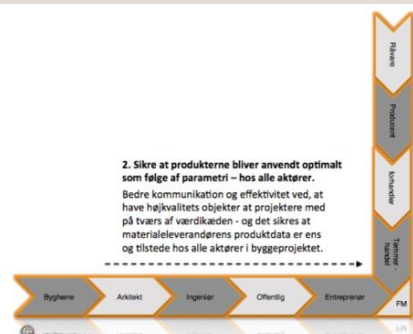 Råvare
Producent
forhandler
Tømmer-
handel
2. Sikre at produkterne bliver anvendt optimalt
som følge af parametri – hos alle aktører.
Bedre kommunikation og effektivitet ved, at
have højkvalitets objekter at projektere med
på tværs af værdikæden - og det sikres at
materialeleverandørens produktdata er ens
og tilstede hos alle aktører i byggeprojektet.
Bygherre
Arkitekt
Ingeniør
Offentlig
Entreprenør
FM